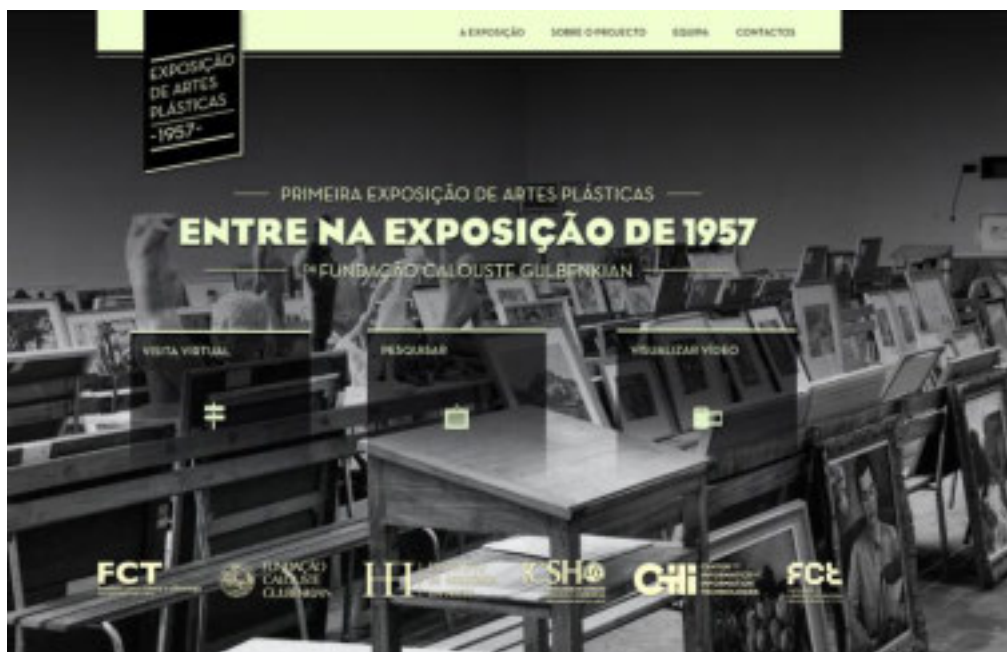 A EXPOSIÇÃO SOBRE O PROJECTO EQUIPA CONTACTOS
EXPOSIÇÃO
DE ARTES
PLÁSTICAS
-1957-
PRIMEIRA EXPOSIÇÃO DE ARTES PLÁSTICAS
ENTRE NA EXPOSIÇÃO DE 1957
DA FUNDAÇÃO CALOUSTE GULBENKIAN
VISITA VIRTUAL
PESQUISAR
VISUALIZAR VÍDEO
FCT
FUNDAÇÃO
CALOUSTE
GULBENKIAN
FCt